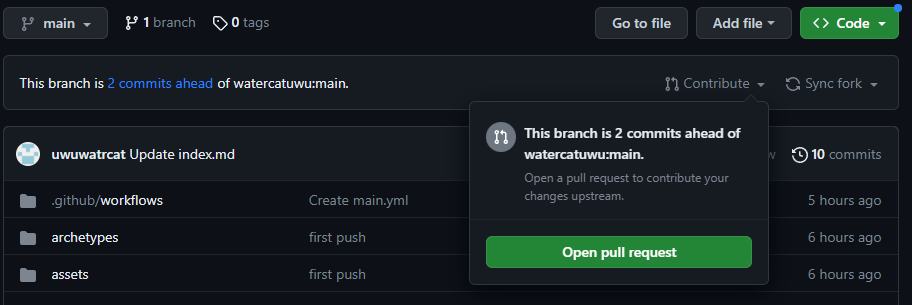 main
1 branch
0 tags
Go to file
Add file
Code
This branch is 2 commits ahead of watercatuwu:main.
Contribute
Sync fork
This branch is 2 commits ahead of
watercatuwu:main.
Open a pull request to contribute your
changes upstream.
Open pull request
uwuwatrcat Update index.md
10 commits
.github/workflows
Create main.yml
5 hours ago
archetypes
first push
6 hours ago
assets
first push
6 hours ago